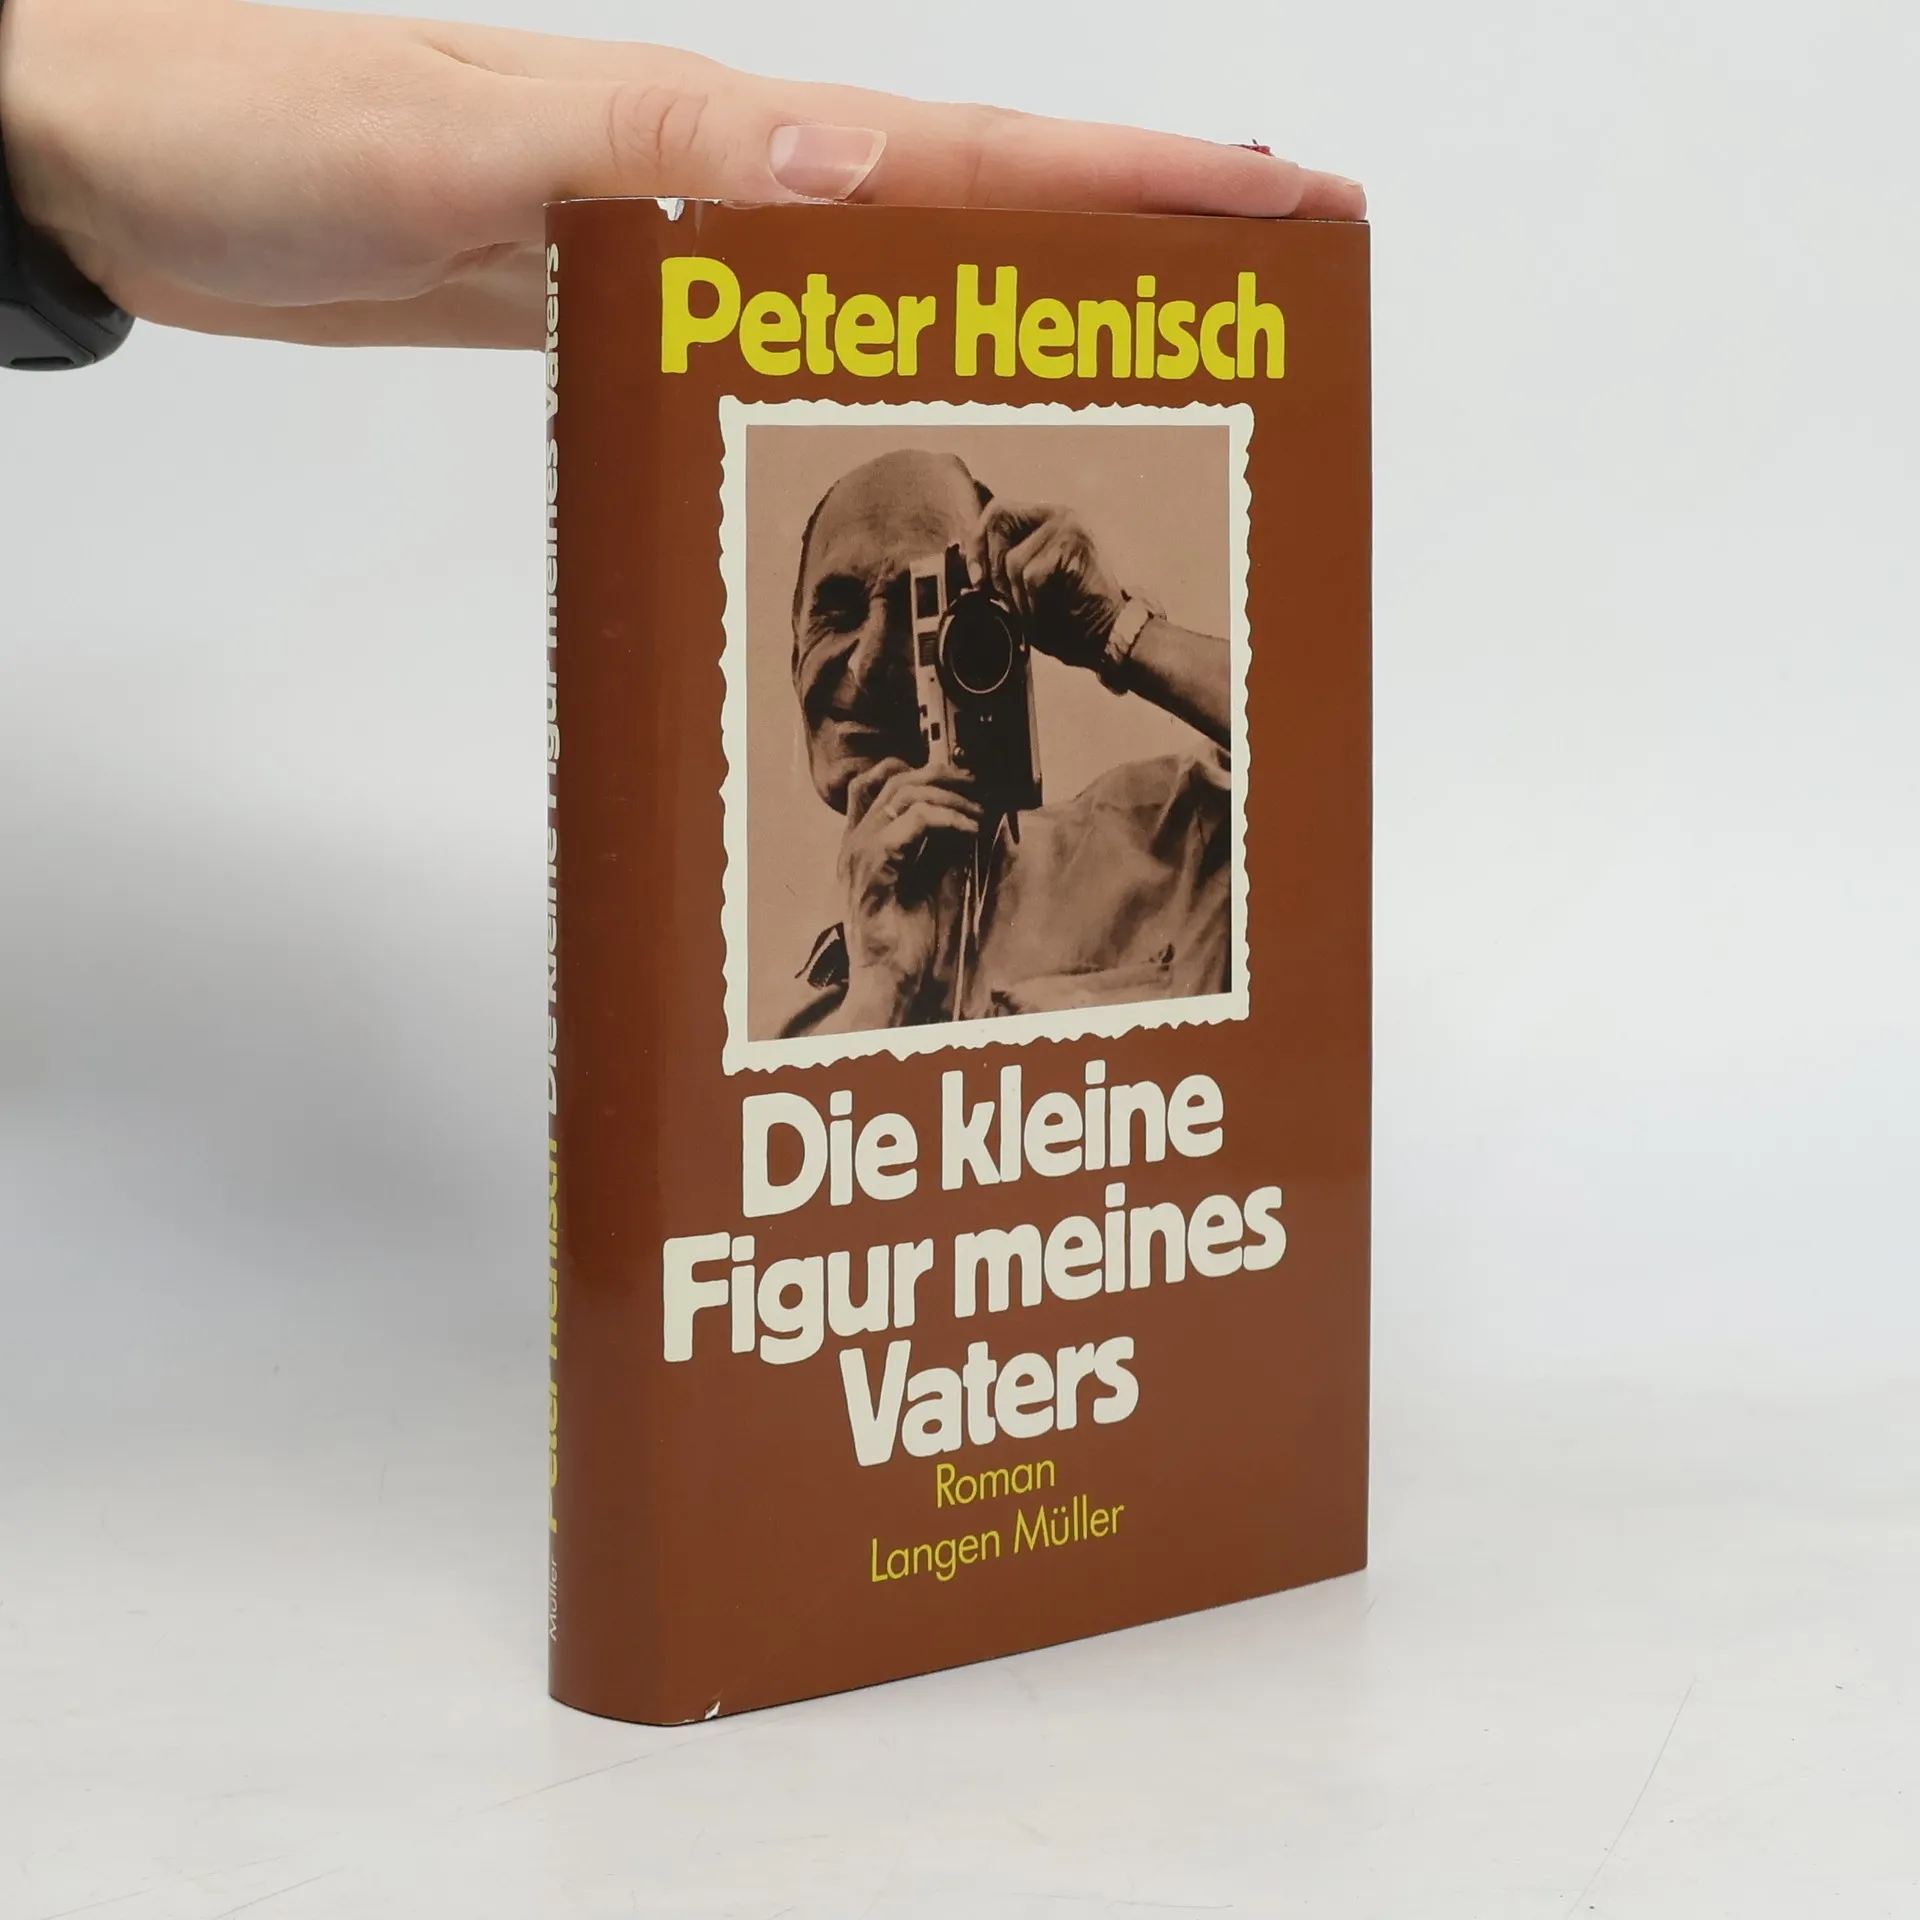 Peter Henisch
Die kleine
Figur meines
Vaters
Roman
Langen Müller
Müller Peter Henisch Die kleine Figur meines Vaters